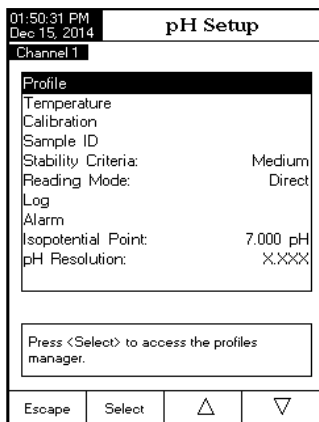 01:50:31 PM
Dec 15, 2014
pH Setup
Channel 1
Profile
Temperature
Calibration
Sample ID
Stability Criteria: Medium
Reading Mode: Direct
Log
Alarm
Isopotential Point: 7.000 pH
pH Resolution: X.XXX
Press <Select> to access the profiles
manager.
Escape Select